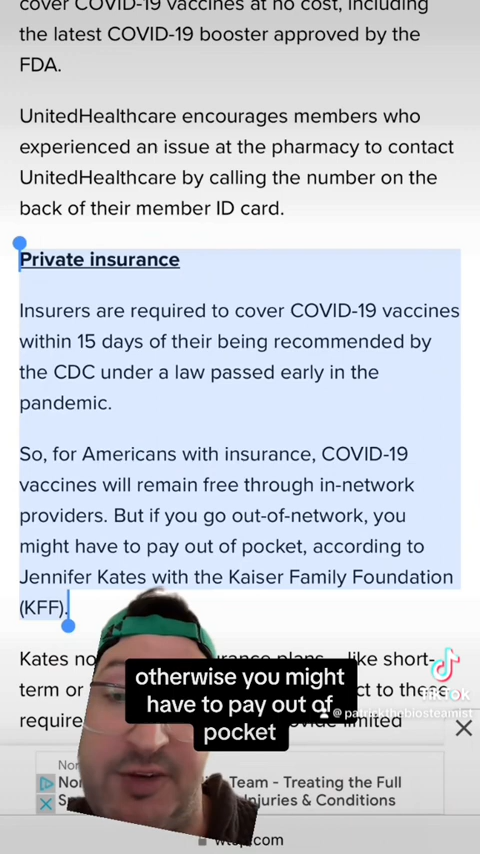 cover COVID-19 vaccines at no cost, including
the latest COVID-19 booster approved by the
FDA.
UnitedHealthcare encourages members who
experienced an issue at the pharmacy to contact
UnitedHealthcare by calling the number on the
back of their member ID card.
Private insurance
Insurers are required to cover COVID-19 vaccines
within 15 days of their being recommended by
the CDC under a law passed early in the
pandemic.
So, for Americans with insurance, COVID-19
vaccines will remain free through in-network
providers. But if you go out-of-network, you
might have to pay out of pocket, according to
Jennifer Kates with the Kaiser Family Foundation
(KFF).
Kates plans like short-
term or to these
limited
otherwise you might
have to pay out of
pocket
TikTok
@patrickthebiosteamist
Team - Treating the Full
Injuries & Conditions